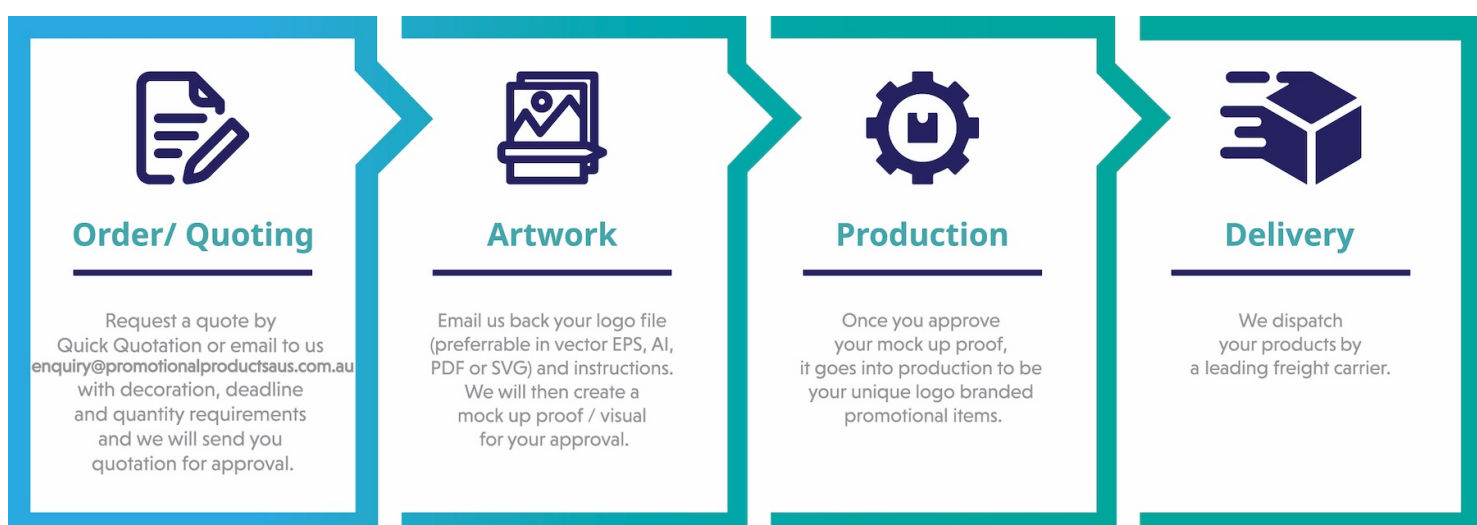 Order/ Quoting
Request a quote by
Quick Quotation or email to us
enquiry@promotionalproductsaus.com.au
with decoration, deadline
and quantity requirements
and we will send you
quotation for approval.
Artwork
Email us back your logo file
(preferrable in vector EPS, AI,
PDF or SVG) and instructions.
We will then create a
mock up proof / visual
for your approval.
Production
Once you approve
your mock up proof,
it goes into production to be
your unique logo branded
promotional items.
Delivery
We dispatch
your products by
a leading freight carrier.